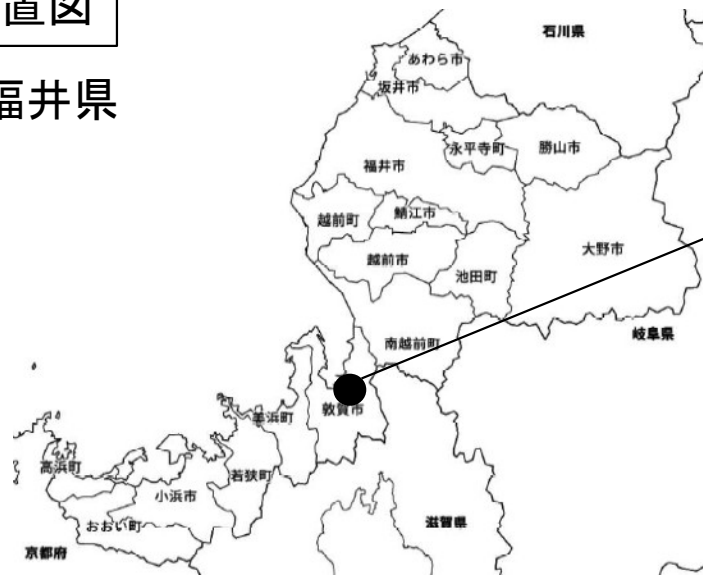 置図
福井県
石川県
あわら市
坂井市
永平寺町
勝山市
福井市
越前町
鯖江市
越前市
池田町
大野市
南越前町
岐阜県
敦賀市
美浜町
若狭町
高浜町
小浜市
おおい町
滋賀県
京都府